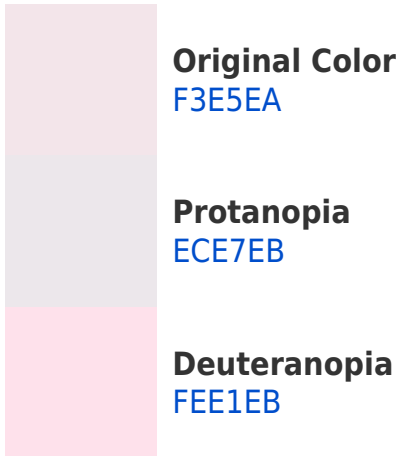 Original Color
F3E5EA
Protanopia
ECE7EB
Deuteranopia
FEE1EB